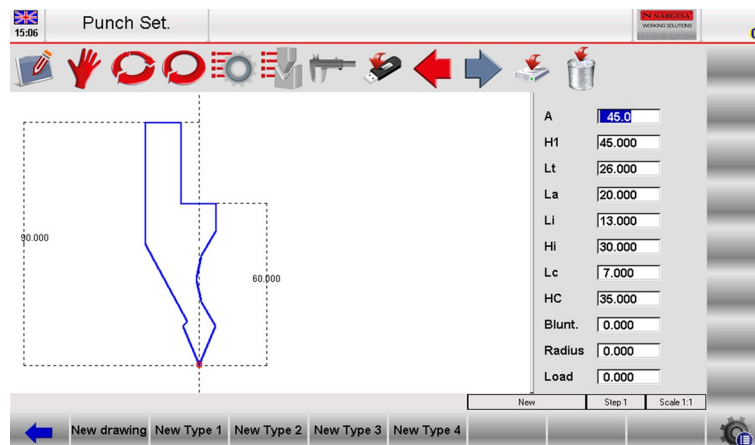 15:06
Punch Set.
NARGESA
WORKING SOLUTIONS
A 45.0
H1 45.000
Lt 26.000
La 20.000
Li 13.000
Hi 30.000
Lc 7.000
HC 35.000
Blunt. 0.000
Radius 0.000
Load 0.000
90.000
60.000
New Step 1 Scale 1:1
New drawing New Type 1 New Type 2 New Type 3 New Type 4